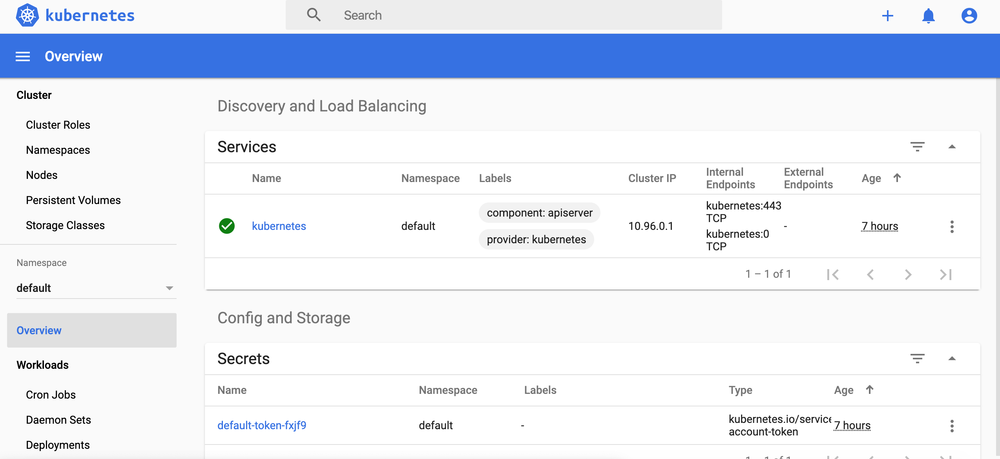 kubernetes
Search
Overview
Cluster
Cluster Roles
Namespaces
Nodes
Persistent Volumes
Storage Classes
Namespace
default
Overview
Workloads
Cron Jobs
Daemon Sets
Deployments
Discovery and Load Balancing
Services
Name Namespace Labels Cluster IP Internal Endpoints External Endpoints Age
kubernetes default component: apiserver provider: kubernetes 10.96.0.1 kubernetes:443 TCP kubernetes:0 TCP - 7 hours
1 – 1 of 1
Config and Storage
Secrets
Name Namespace Labels Type Age
default-token-fxjf9 default - kubernetes.io/service account-token 7 hours
1 – 1 of 1